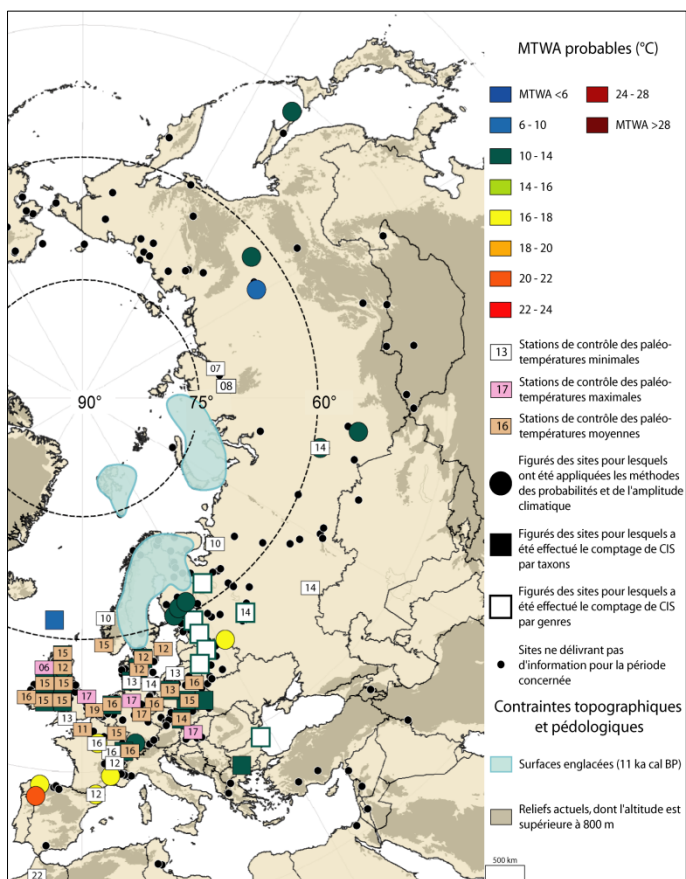 MTWA probables (°C)
MTWA <6
24 - 28
6 - 10
MTWA >28
10 - 14
14 - 16
16 - 18
18 - 20
20 - 22
22 - 24
13 Stations de contrôle des paléo-
températures minimales
17 Stations de contrôle des paléo-
températures maximales
16 Stations de contrôle des paléo-
températures moyennes
Figurés des sites pour lesquels
ont été appliquées les méthodes
des probabilités et de l'amplitude
climatique
Figurés des sites pour lesquels a
été effectué le comptage de CIS
par taxons
Figurés des sites pour lesquels a
été effectué le comptage de CIS
par genres
Sites ne délivrant pas
d'information pour la période
concernée
Contraintes topographiques
et pédologiques
Surfaces englacées (11 ka cal BP)
Reliefs actuels, dont l'altitude est
supérieure à 800 m
500 km
07
08
90° 75° 60°
14
10
14
14
10
15
15 12
12
06 12 12
13
15 15 13 14 13 16
16 15 15 17 16 17 16 15
13 19 17 14
11 15 17
16
16 16
12
12
22